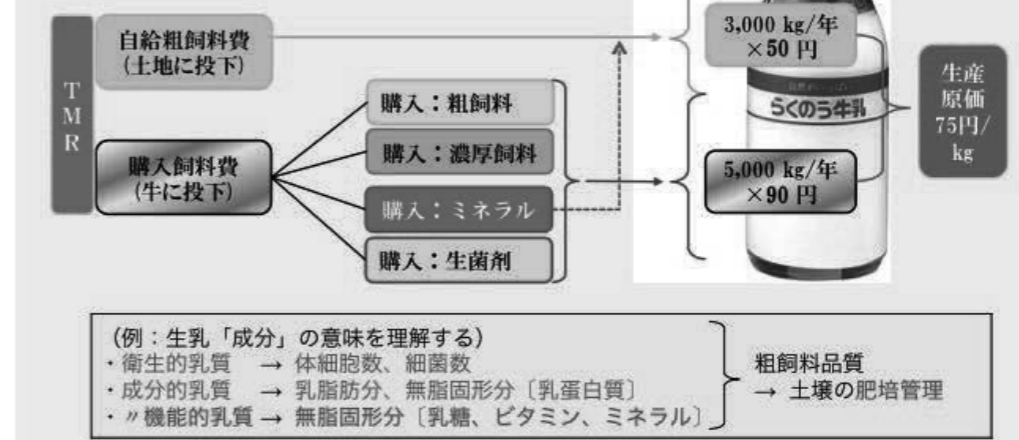 TMR
自給粗飼料費
(土地に投下)
購入飼料費
(牛に投下)
購入:粗飼料
購入:濃厚飼料
購入:ミネラル
購入:生菌剤
3,000 kg/年
×50 円
らくのう牛乳
5,000 kg/年
×90 円
生産
原価
75円/
kg
(例:生乳「成分」の意味を理解する)
・衛生的乳質 → 体細胞数、細菌数
・成分的乳質 → 乳脂肪分、無脂固形分〔乳蛋白質〕
・〃機能的乳質 → 無脂固形分〔乳糖、ビタミン、ミネラル〕
粗飼料品質
→ 土壌の肥培管理